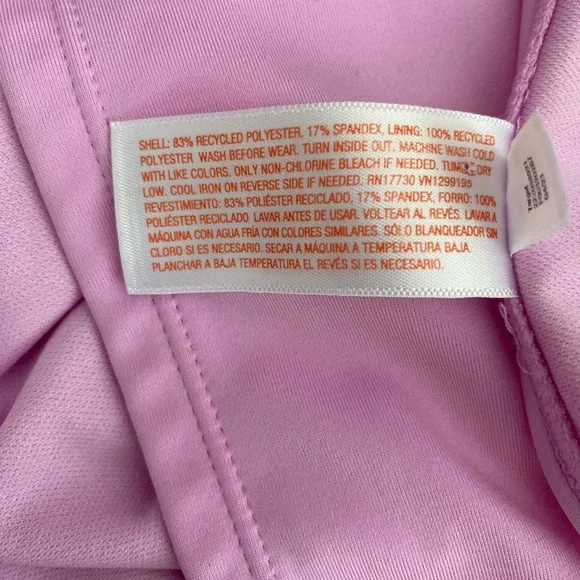 SHELL: 83% RECYCLED POLYESTER, 17% SPANDEX, LINING: 100% RECYCLED
POLYESTER WASH BEFORE WEAR. TURN INSIDE OUT. MACHINE WASH COLD
WITH LIKE COLORS, ONLY NON-CHLORINE BLEACH IF NEEDED. TUMBLE DRY
LOW. COOL IRON ON REVERSE SIDE IF NEEDED. RN17730 VN1299195
REVESTIMIENTO: 83% POLIÉSTER RECICLADO, 17% SPANDEX, FORRO: 100%
POLIÉSTER RECICLADO LAVAR ANTES DE USAR. VOLTEAR AL REVÉS. LAVAR A
MÁQUINA CON AGUA FRÍA CON COLORES SIMILARES. SÓLO BLANQUEADOR SIN
CLORO SI ES NECESARIO. SECAR A MÁQUINA A TEMPERATURA BAJA.
PLANCHAR A BAJA TEMPERATURA EL REVÉS SI ES NECESARIO.